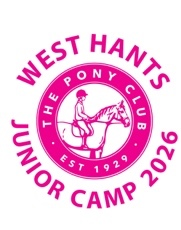 WEST HANTS
THE PONY CLUB
· EST 1929 ·
JUNIOR CAMP 2026